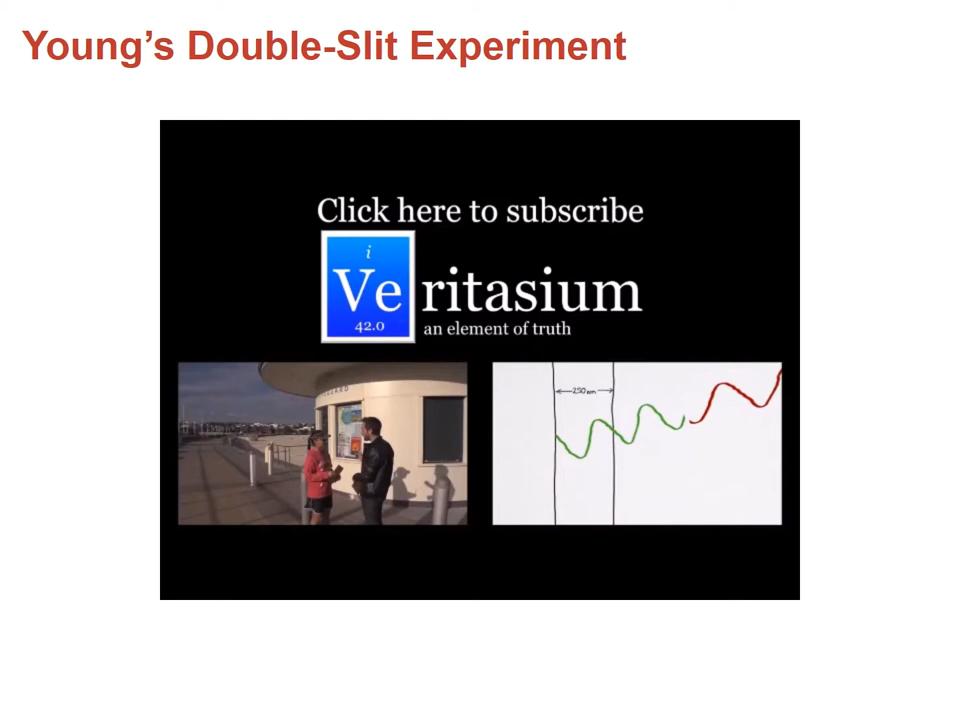 Young's Double-Slit Experiment
Click here to subscribe
i
Ve
ritasium
42.0
an element of truth
250 nm